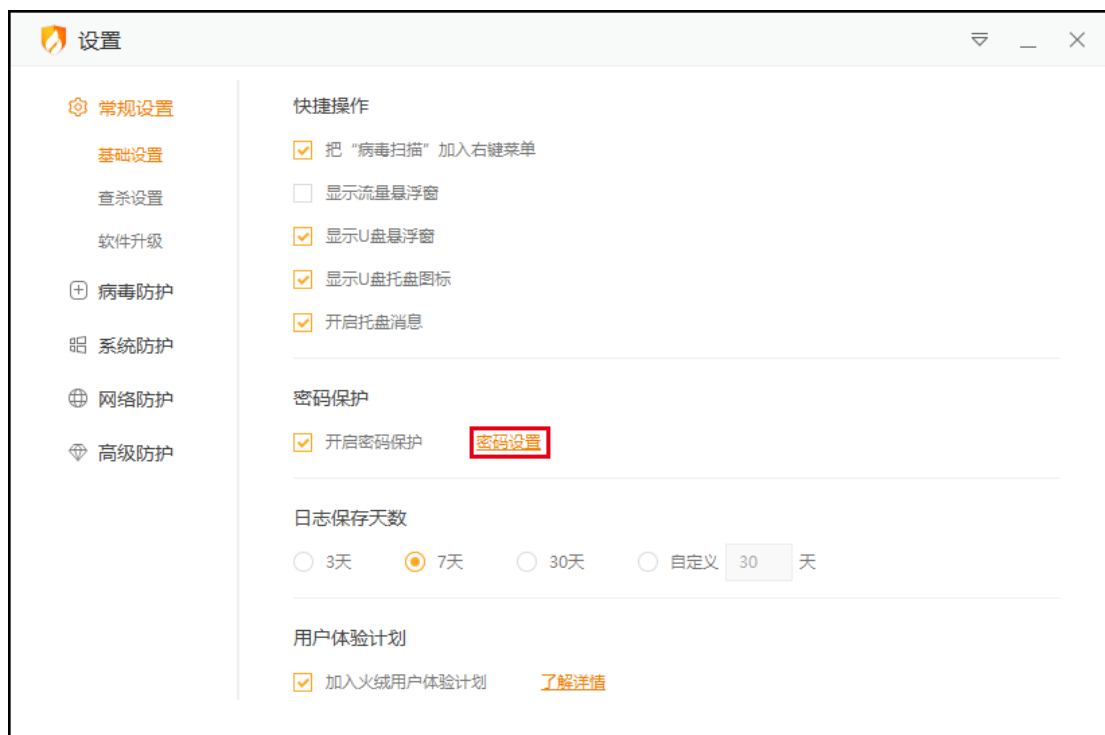 设置
常规设置
基础设置
查杀设置
软件升级
病毒防护
系统防护
网络防护
高级防护
快捷操作
把“病毒扫描”加入右键菜单
显示流量悬浮窗
显示U盘悬浮窗
显示U盘托盘图标
开启托盘消息
密码保护
开启密码保护 密码设置
日志保存天数
3天 7天 30天 自定义 30 天
用户体验计划
加入火绒用户体验计划 了解详情